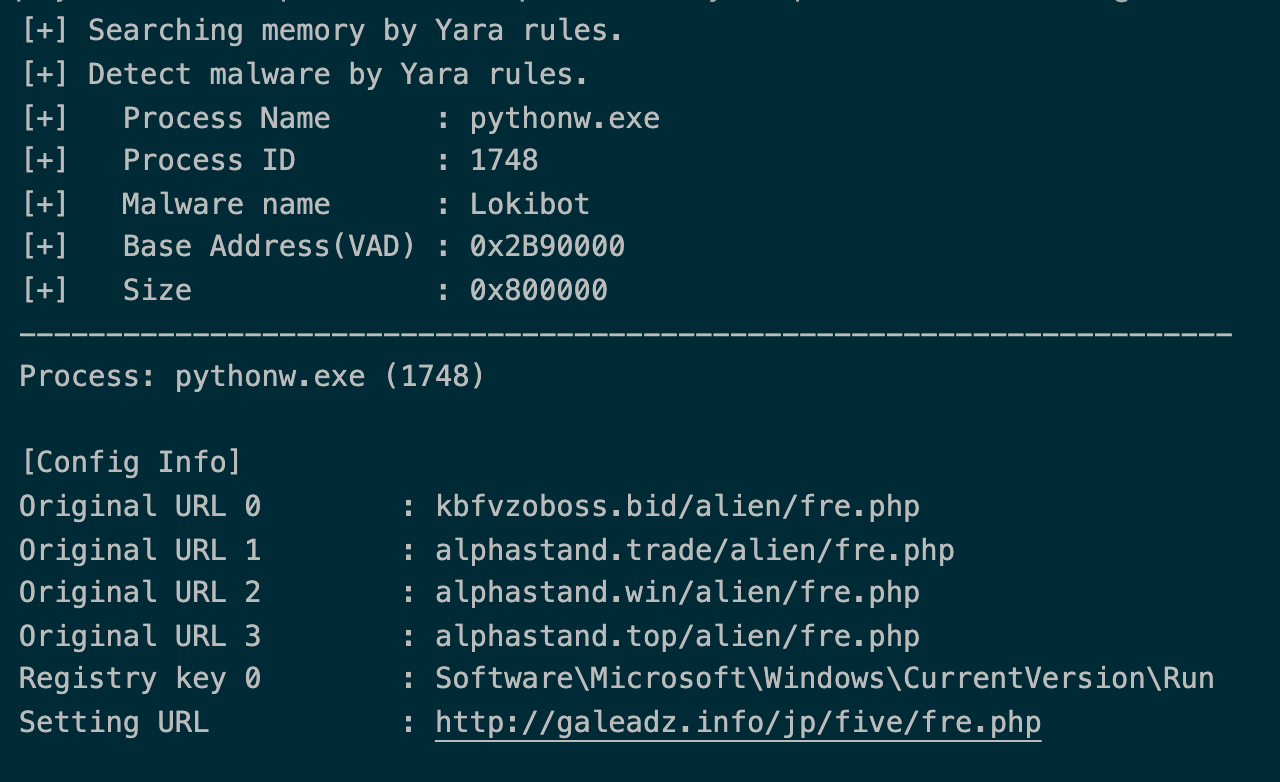 [+] Searching memory by Yara rules.
[+] Detect malware by Yara rules.
[+]   Process Name      : pythonw.exe
[+]   Process ID        : 1748
[+]   Malware name      : Lokibot
[+]   Base Address(VAD) : 0x2B90000
[+]   Size              : 0x800000
----------------------------------------------------------------------
Process: pythonw.exe (1748)
[Config Info]
Original URL 0        : kbfvzoboss.bid/alien/fre.php
Original URL 1        : alphastand.trade/alien/fre.php
Original URL 2        : alphastand.win/alien/fre.php
Original URL 3        : alphastand.top/alien/fre.php
Registry key 0        : Software\Microsoft\Windows\CurrentVersion\Run
Setting URL           : http://galeadz.info/jp/five/fre.php